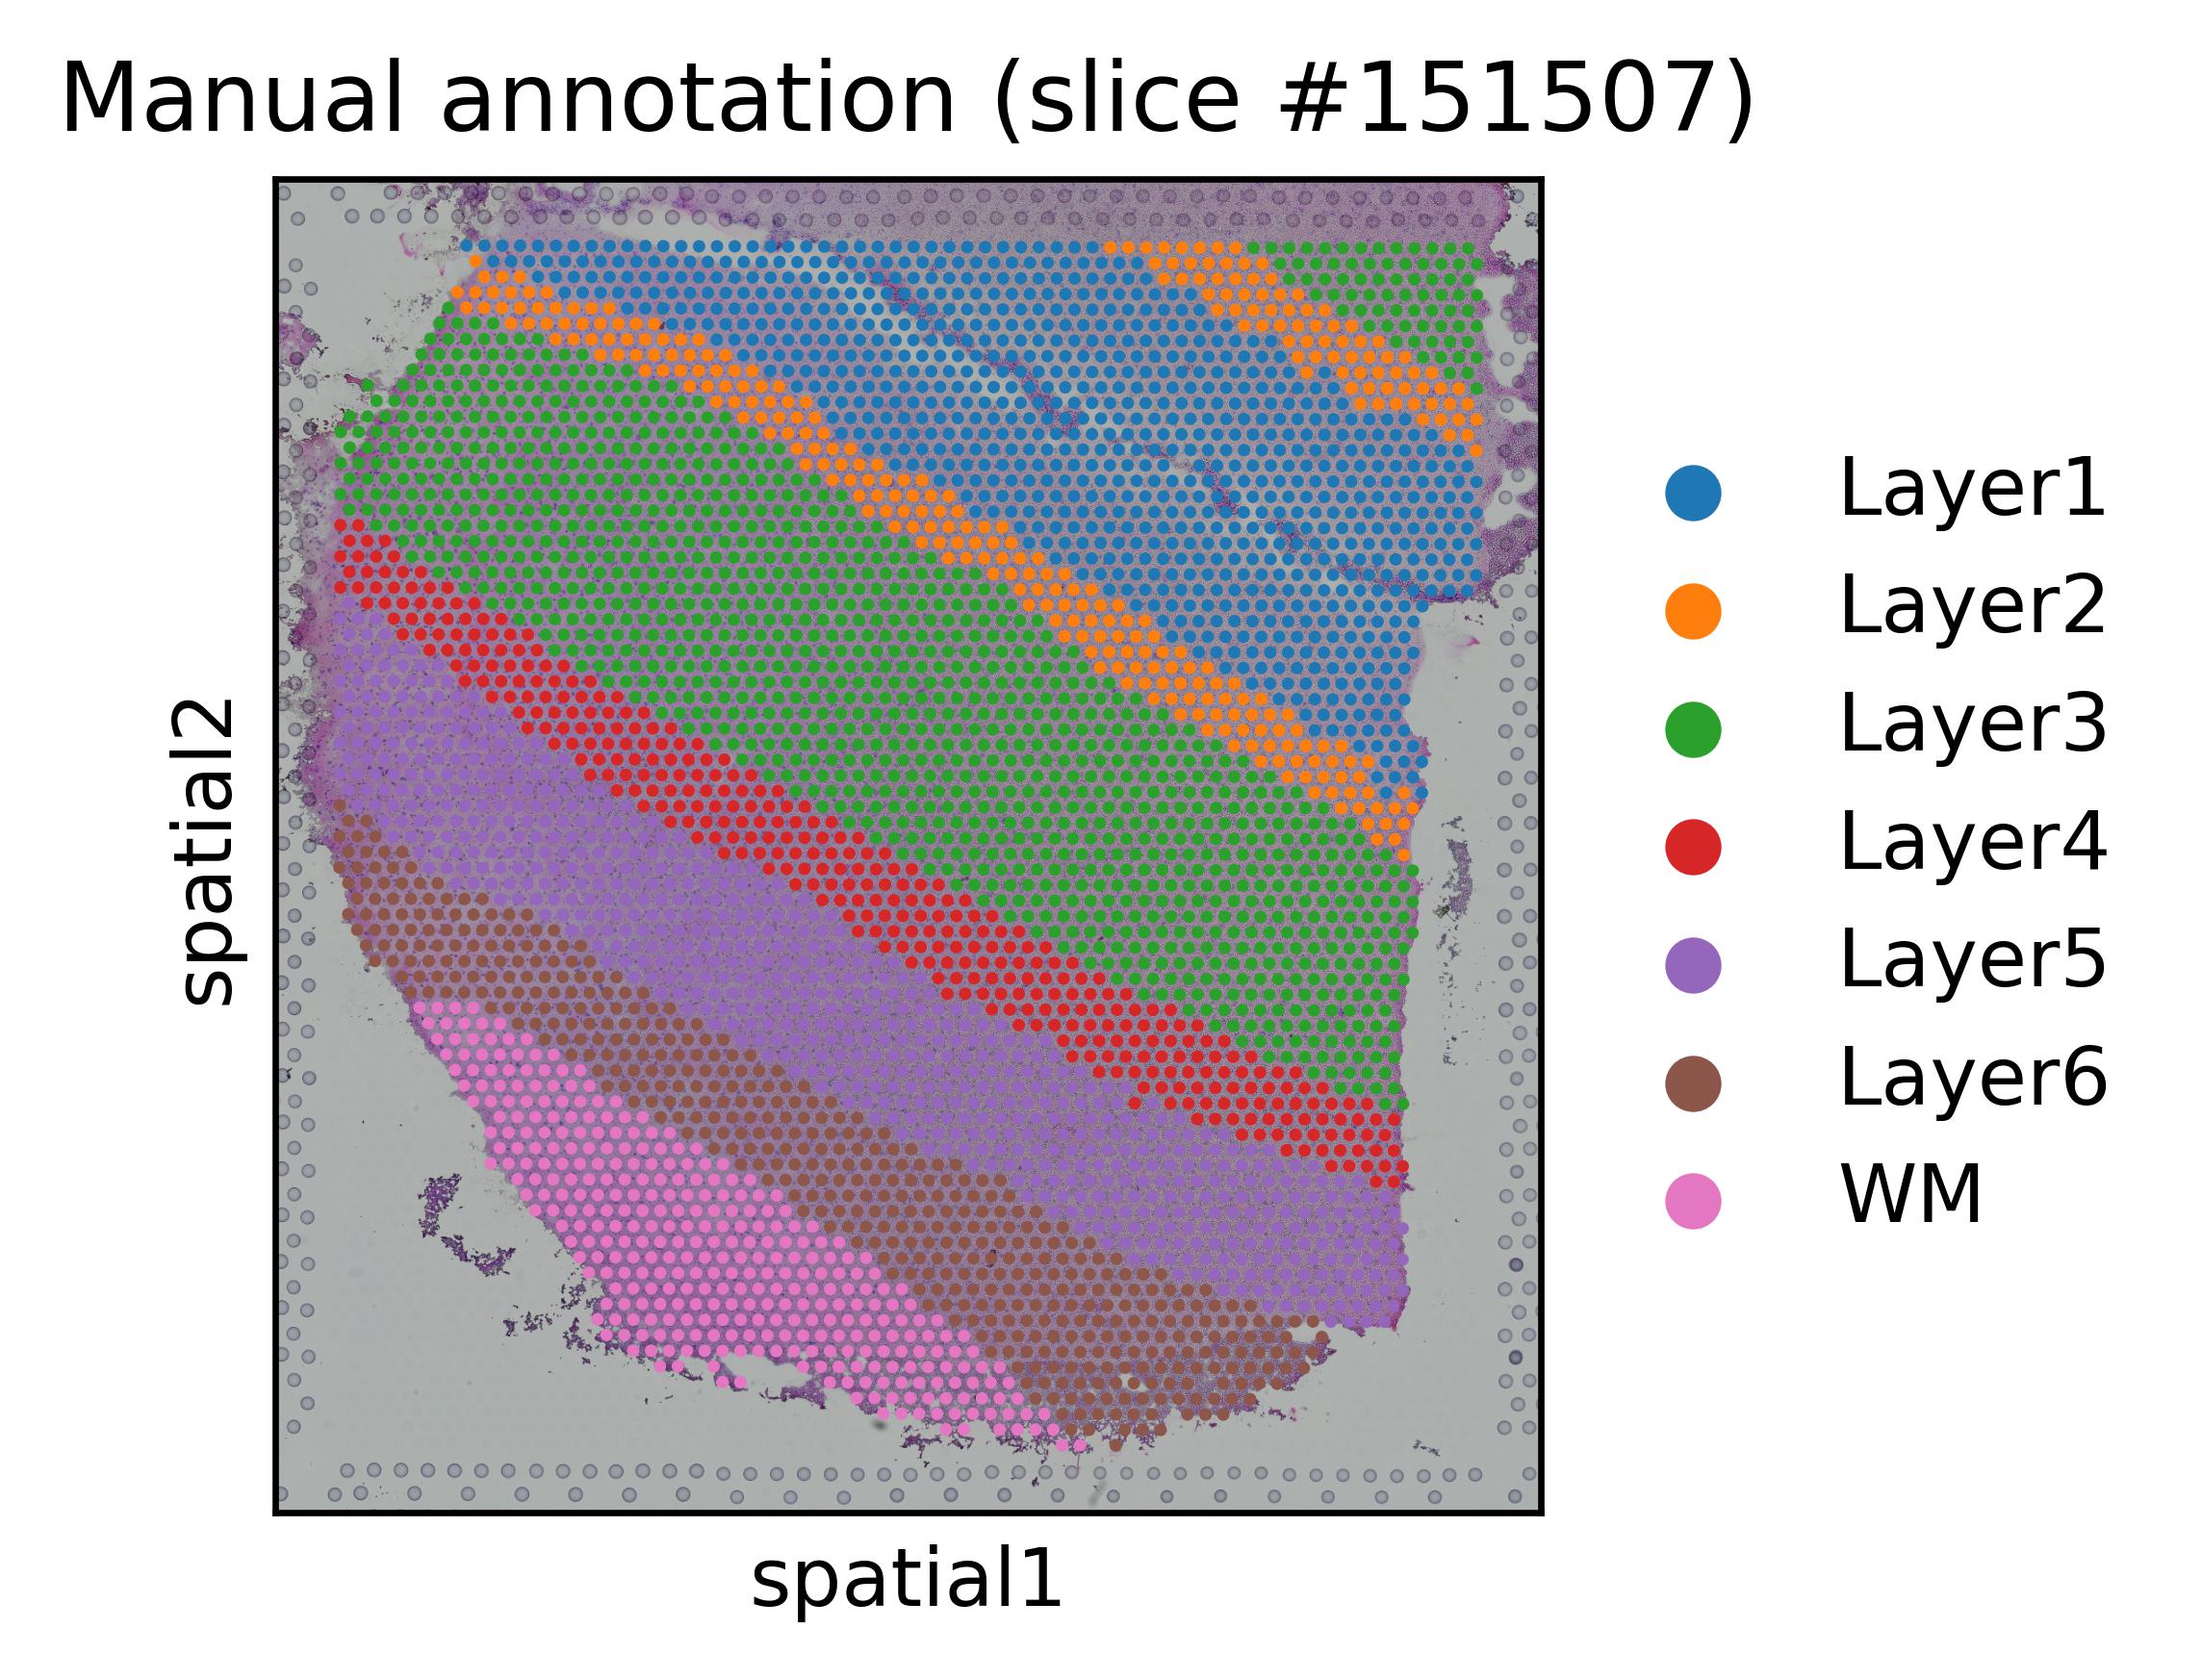 Manual annotation (slice #151507)
spatial2
spatial1
Layer1
Layer2
Layer3
Layer4
Layer5
Layer6
WM